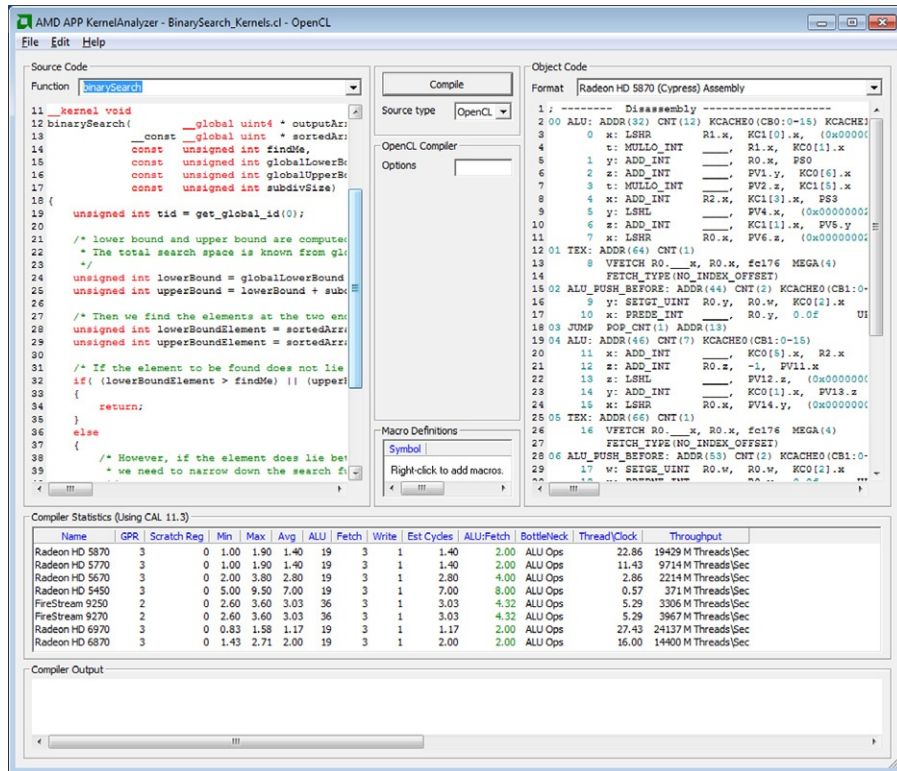 AMD APP KernelAnalyzer - BinarySearch_Kernels.cl - OpenCL
File Edit Help
Source Code
Function binarySearch
11 __kernel void
12 binarySearch( __global uint4 * outputArr
13 __const __global uint * sortedArr
14 const unsigned int findMe,
15 const unsigned int globalLowerBo
16 const unsigned int globalUpperBo
17 const unsigned int subdivSize)
18 {
19 unsigned int tid = get_global_id(0);
20
21 /* lower bound and upper bound are computed
22 * The total search space is known from glo
23 */
24 unsigned int lowerBound = globalLowerBound
25 unsigned int upperBound = lowerBound + subd
26
27 /* Then we find the elements at the two end
28 unsigned int lowerBoundElement = sortedArra
29 unsigned int upperBoundElement = sortedArra
30
31 /* If the element to be found does not lie
32 if( (lowerBoundElement > findMe) || (upperE
33 {
34 return;
35 }
36 else
37 {
38 /* However, if the element does lie bet
39 * we need to narrow down the search fu
Compile
Source type OpenCL
OpenCL Compiler
Options
Macro Definitions
Symbol
Right-click to add macros.
Object Code
Format Radeon HD 5870 (Cypress) Assembly
1 ; -------- Disassembly --------------------
2 00 ALU: ADDR(32) CNT(12) KCACHE0(CB0:0-15) KCACHE1
3 0 x: LSHR R1.x, KC1[0].x, (0x00000
4 t: MULLO_INT ____, R1.x, KC0[1].x
5 1 y: ADD_INT ____, R0.x, PS0
6 2 z: ADD_INT ____, PV1.y, KC0[6].x
7 3 t: MULLO_INT ____, PV2.z, KC1[5].x
8 4 x: ADD_INT R2.x, KC1[3].x, PS3
9 5 y: LSHL ____, PV4.x, (0x00000002
10 6 z: ADD_INT ____, KC1[1].x, PV5.y
11 7 x: LSHR R0.x, PV6.z, (0x00000002
12 01 TEX: ADDR(64) CNT(1)
13 8 VFETCH R0.___x, R0.x, fc176 MEGA(4)
14 FETCH_TYPE(NO_INDEX_OFFSET)
15 02 ALU_PUSH_BEFORE: ADDR(44) CNT(2) KCACHE0(CB1:0-
16 9 y: SETGT_UINT R0.y, R0.w, KC0[2].x
17 10 x: PREDE_INT ____, R0.y, 0.0f
18 03 JUMP POP_CNT(1) ADDR(13)
19 04 ALU: ADDR(46) CNT(7) KCACHE0(CB1:0-15)
20 11 x: ADD_INT ____, KC0[5].x, R2.x
21 12 z: ADD_INT R0.z, -1, PV11.x
22 13 z: LSHL ____, PV12.z, (0x0000000
23 14 y: ADD_INT ____, KC0[1].x, PV13.z
24 15 x: LSHR R0.x, PV14.y, (0x0000000
25 05 TEX: ADDR(66) CNT(1)
26 16 VFETCH R0.___x, R0.x, fc176 MEGA(4)
27 FETCH_TYPE(NO_INDEX_OFFSET)
28 06 ALU_PUSH_BEFORE: ADDR(53) CNT(2) KCACHE0(CB1:0-
29 17 w: SETGE_UINT R0.w, R0.w, KC0[2].x
Compiler Statistics (Using CAL 11.3)
Name GPR Scratch Reg Min Max Avg ALU Fetch Write Est Cycles ALU:Fetch BottleNeck Thread\Clock Throughput
Radeon HD 5870 3 0 1.00 1.90 1.40 19 3 1 1.40 2.00 ALU Ops 22.86 19429 M Threads\Sec
Radeon HD 5770 3 0 1.00 1.90 1.40 19 3 1 1.40 2.00 ALU Ops 11.43 9714 M Threads\Sec
Radeon HD 5670 3 0 2.00 3.80 2.80 19 3 1 2.80 4.00 ALU Ops 2.86 2214 M Threads\Sec
Radeon HD 5450 3 0 5.00 9.50 7.00 19 3 1 7.00 8.00 ALU Ops 0.57 371 M Threads\Sec
FireStream 9250 2 0 2.60 3.60 3.03 36 3 1 3.03 4.32 ALU Ops 5.29 3306 M Threads\Sec
FireStream 9270 2 0 2.60 3.60 3.03 36 3 1 3.03 4.32 ALU Ops 5.29 3967 M Threads\Sec
Radeon HD 6970 3 0 0.83 1.58 1.17 19 3 1 1.17 2.00 ALU Ops 27.43 24137 M Threads\Sec
Radeon HD 6870 3 0 1.43 2.71 2.00 19 3 1 2.00 2.00 ALU Ops 16.00 14400 M Threads\Sec
Compiler Output